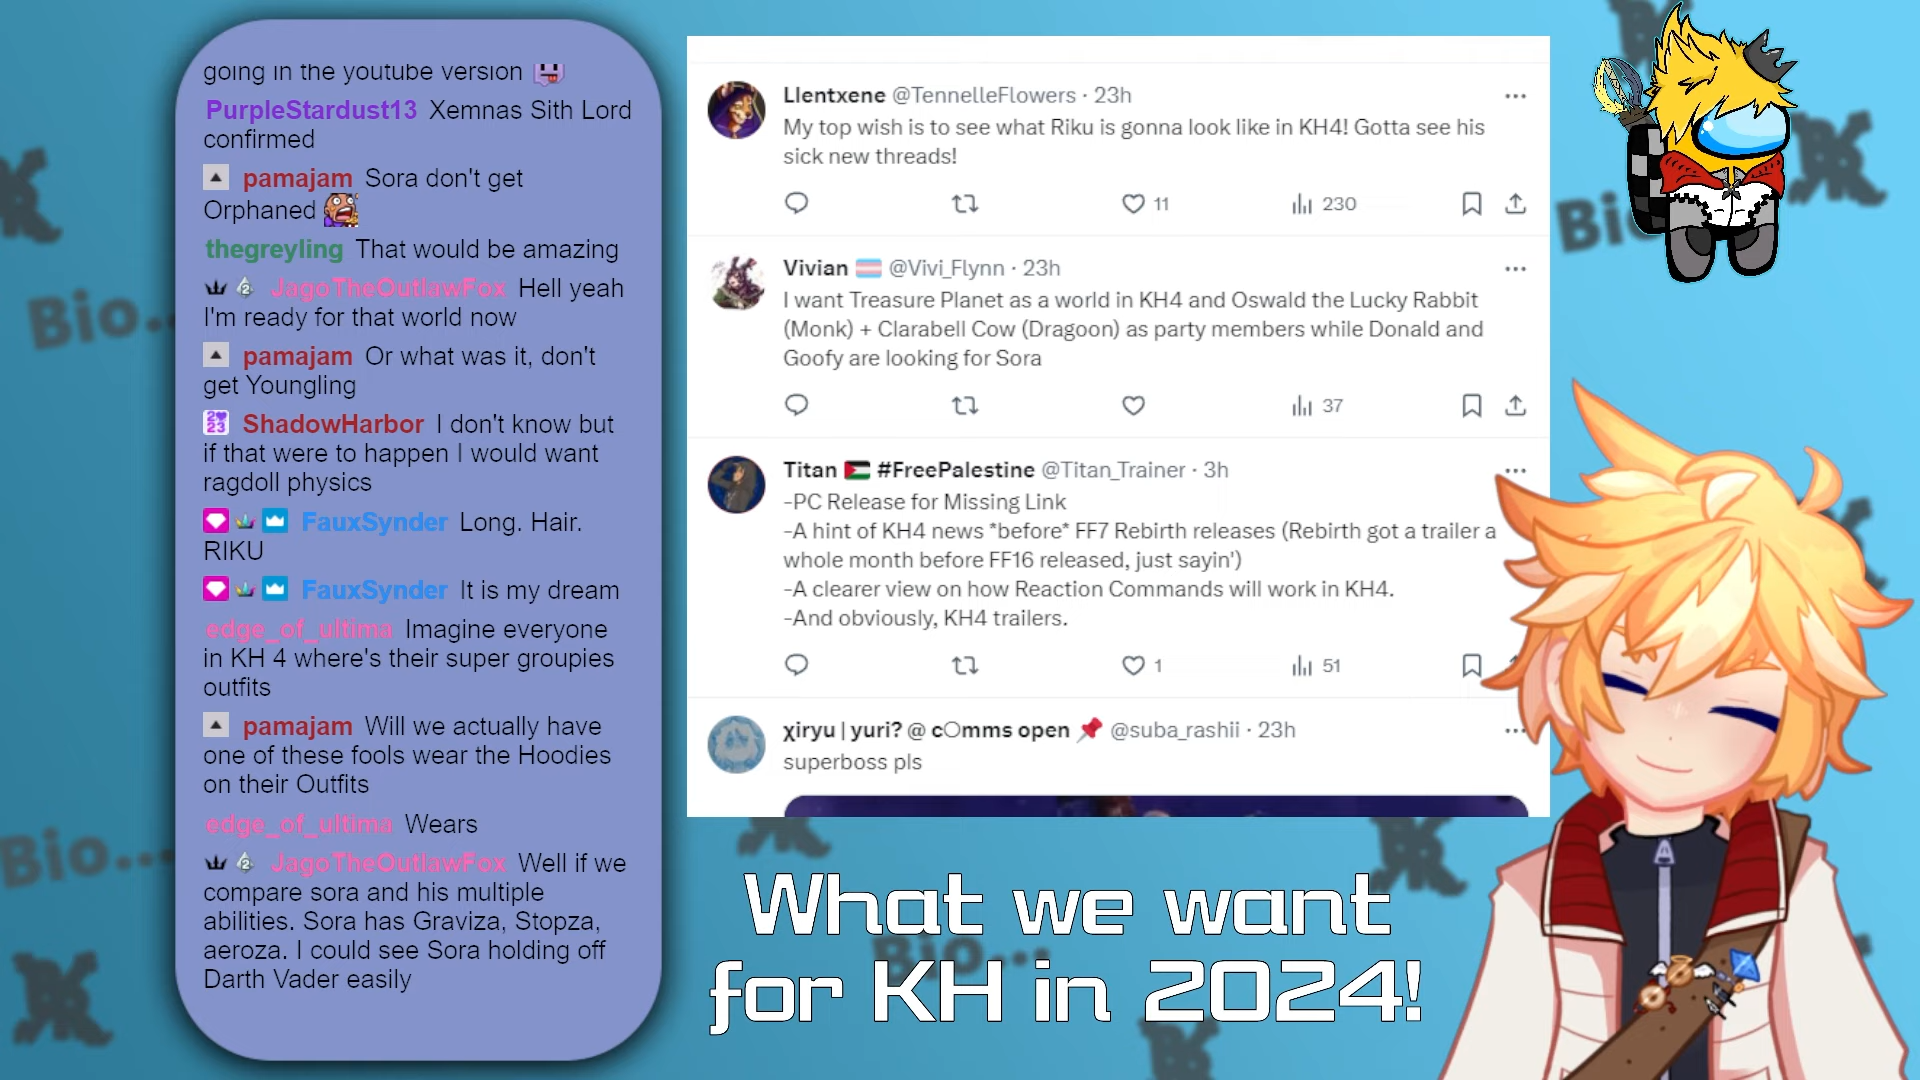 going in the youtube version
PurpleStardust13 Xemnas Sith Lord
confirmed
pamajam Sora don't get
Orphaned
thegreyling That would be amazing
JagoTheOutlawFox Hell yeah
I'm ready for that world now
pamajam Or what was it, don't
get Youngling
ShadowHarbor I don't know but
if that were to happen I would want
ragdoll physics
FauxSynder Long. Hair.
RIKU
FauxSynder It is my dream
edge_of_ultima Imagine everyone
in KH 4 where's their super groupies
outfits
pamajam Will we actually have
one of these fools wear the Hoodies
on their Outfits
edge_of_ultima Wears
JagoTheOutlawFox Well if we
compare sora and his multiple
abilities. Sora has Graviza, Stopza,
aeroza. I could see Sora holding off
Darth Vader easily
Llentxene @TennelleFlowers · 23h
My top wish is to see what Riku is gonna look like in KH4! Gotta see his
sick new threads!
11 230
Vivian @Vivi_Flynn · 23h
I want Treasure Planet as a world in KH4 and Oswald the Lucky Rabbit
(Monk) + Clarabell Cow (Dragoon) as party members while Donald and
Goofy are looking for Sora
37
Titan #FreePalestine @Titan_Trainer · 3h
-PC Release for Missing Link
-A hint of KH4 news *before* FF7 Rebirth releases (Rebirth got a trailer a
whole month before FF16 released, just sayin')
-A clearer view on how Reaction Commands will work in KH4.
-And obviously, KH4 trailers.
1 51
χiryu | yuri? @ c○mms open @suba_rashii · 23h
superboss pls
What we want
for KH in 2024!
Bio...
Bio...
Bio...